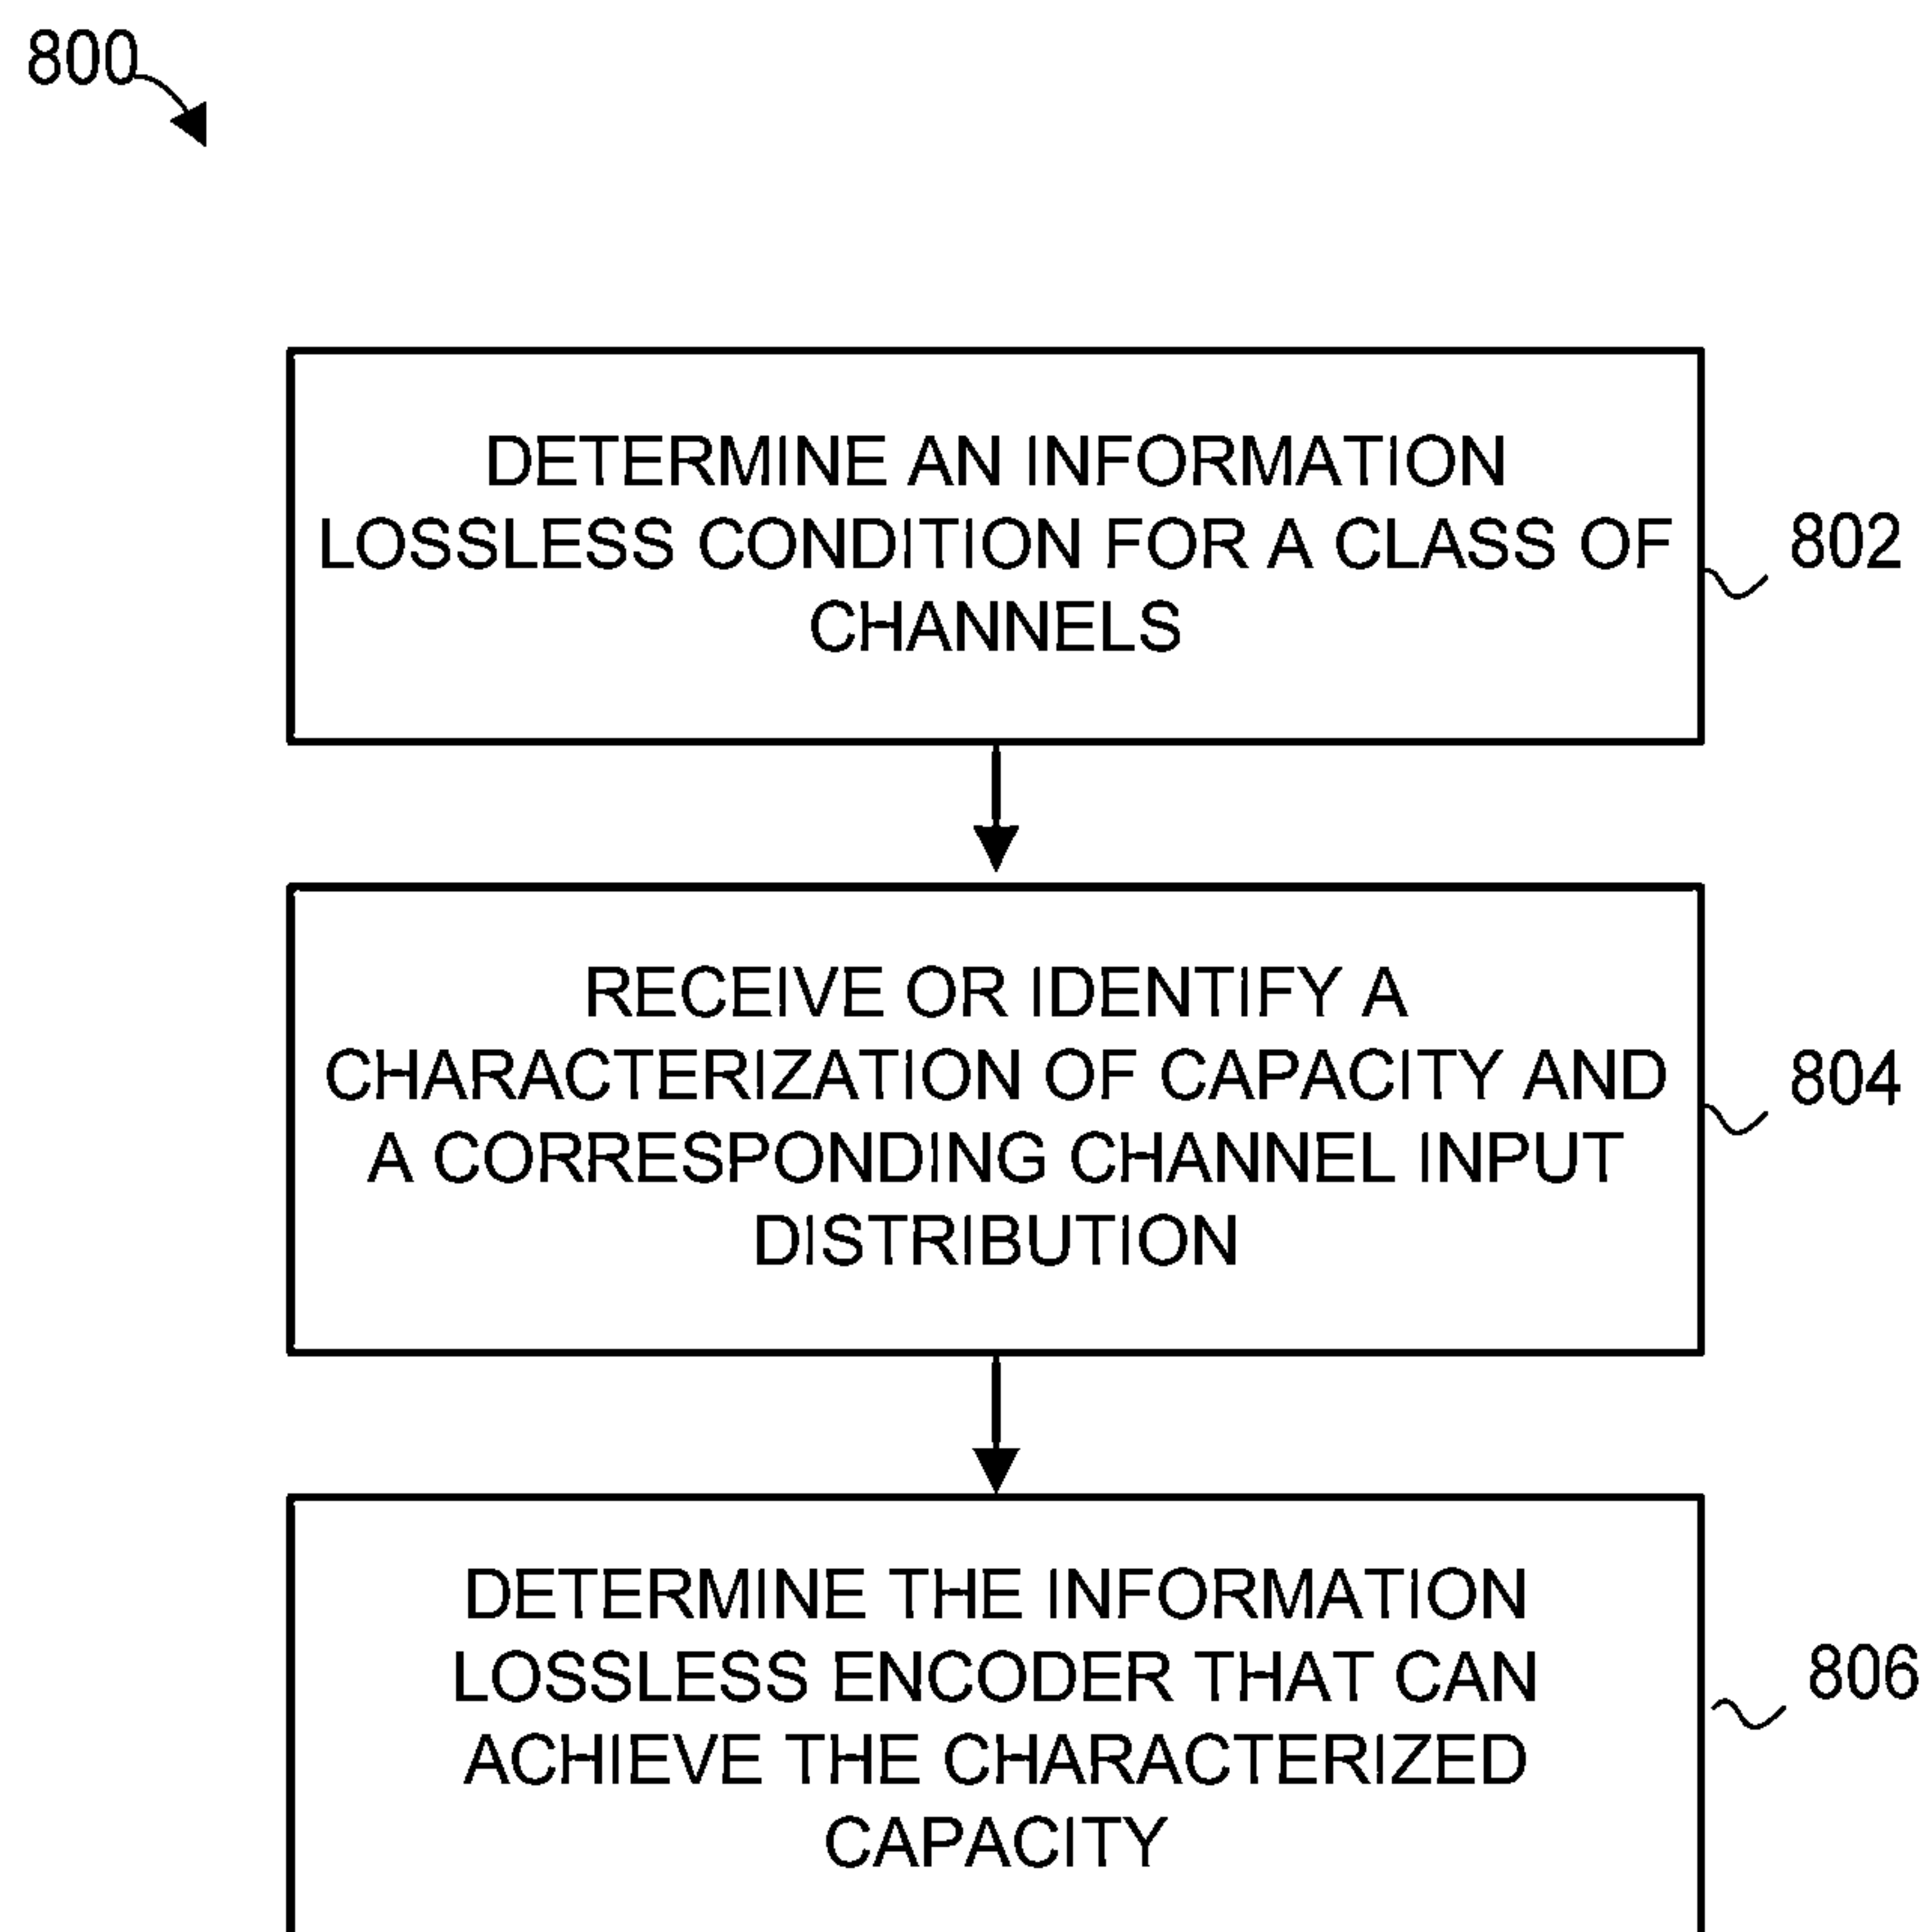 800
DETERMINE AN INFORMATION
LOSSLESS CONDITION FOR A CLASS OF
CHANNELS
802
RECEIVE OR IDENTIFY A
CHARACTERIZATION OF CAPACITY AND
A CORRESPONDING CHANNEL INPUT
DISTRIBUTION
804
DETERMINE THE INFORMATION
LOSSLESS ENCODER THAT CAN
ACHIEVE THE CHARACTERIZED
CAPACITY
806